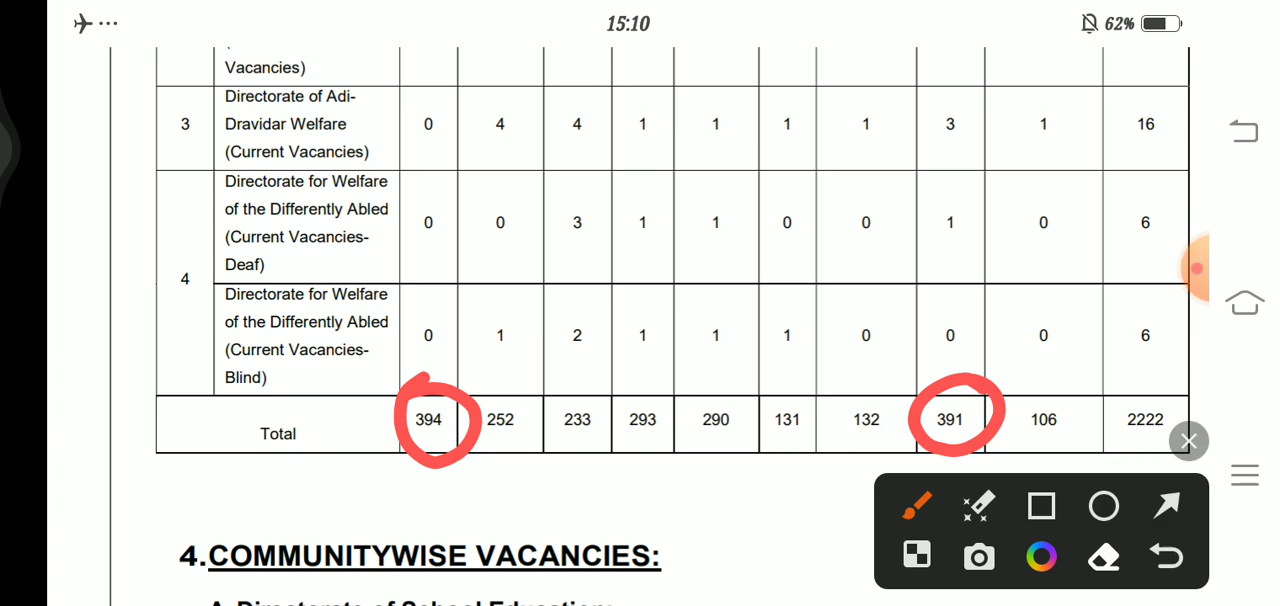 15:10
62%
Vacancies)
3 Directorate of Adi-
Dravidar Welfare
(Current Vacancies) 0 4 4 1 1 1 1 3 1 16
4 Directorate for Welfare
of the Differently Abled
(Current Vacancies-
Deaf) 0 0 3 1 1 0 0 1 0 6
Directorate for Welfare
of the Differently Abled
(Current Vacancies-
Blind) 0 1 2 1 1 1 0 0 0 6
Total 394 252 233 293 290 131 132 391 106 2222
4.COMMUNITYWISE VACANCIES:
A.Directorate of School Education: